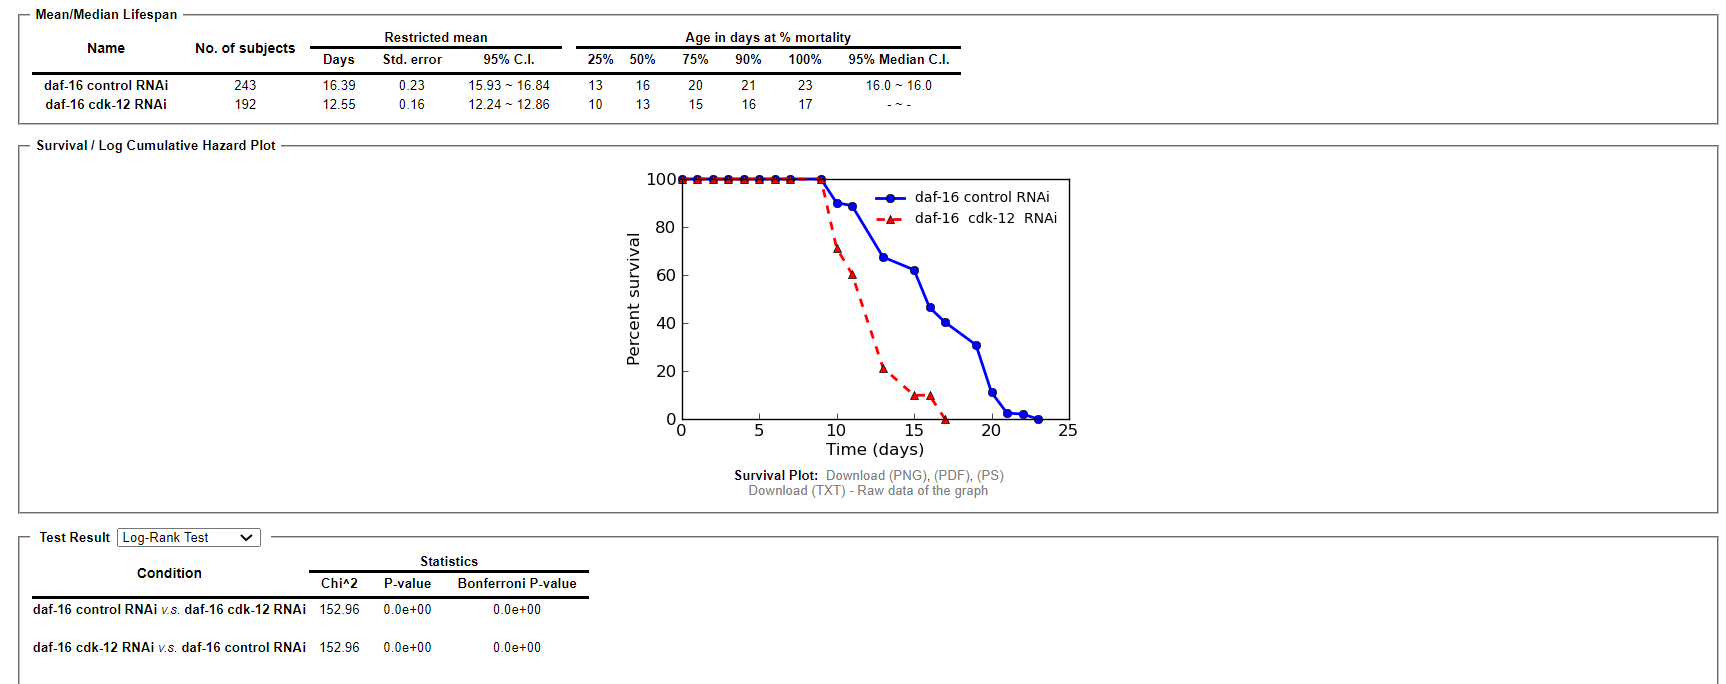 Mean/Median Lifespan
Name No. of subjects Restricted mean Age in days at % mortality
Days Std. error 95% C.I. 25% 50% 75% 90% 100% 95% Median C.I.
daf-16 control RNAi 243 16.39 0.23 15.93 ~ 16.84 13 16 20 21 23 16.0 ~ 16.0
daf-16 cdk-12 RNAi 192 12.55 0.16 12.24 ~ 12.86 10 13 15 16 17 - ~ -
Survival / Log Cumulative Hazard Plot
100
80
60
40
20
0
Percent survival
daf-16 control RNAi
daf-16 cdk-12 RNAi
0 5 10 15 20 25
Time (days)
Survival Plot: Download (PNG), (PDF), (PS)
Download (TXT) - Raw data of the graph
Test Result Log-Rank Test
Condition Statistics
Chi^2 P-value Bonferroni P-value
daf-16 control RNAi v.s. daf-16 cdk-12 RNAi 152.96 0.0e+00 0.0e+00
daf-16 cdk-12 RNAi v.s. daf-16 control RNAi 152.96 0.0e+00 0.0e+00